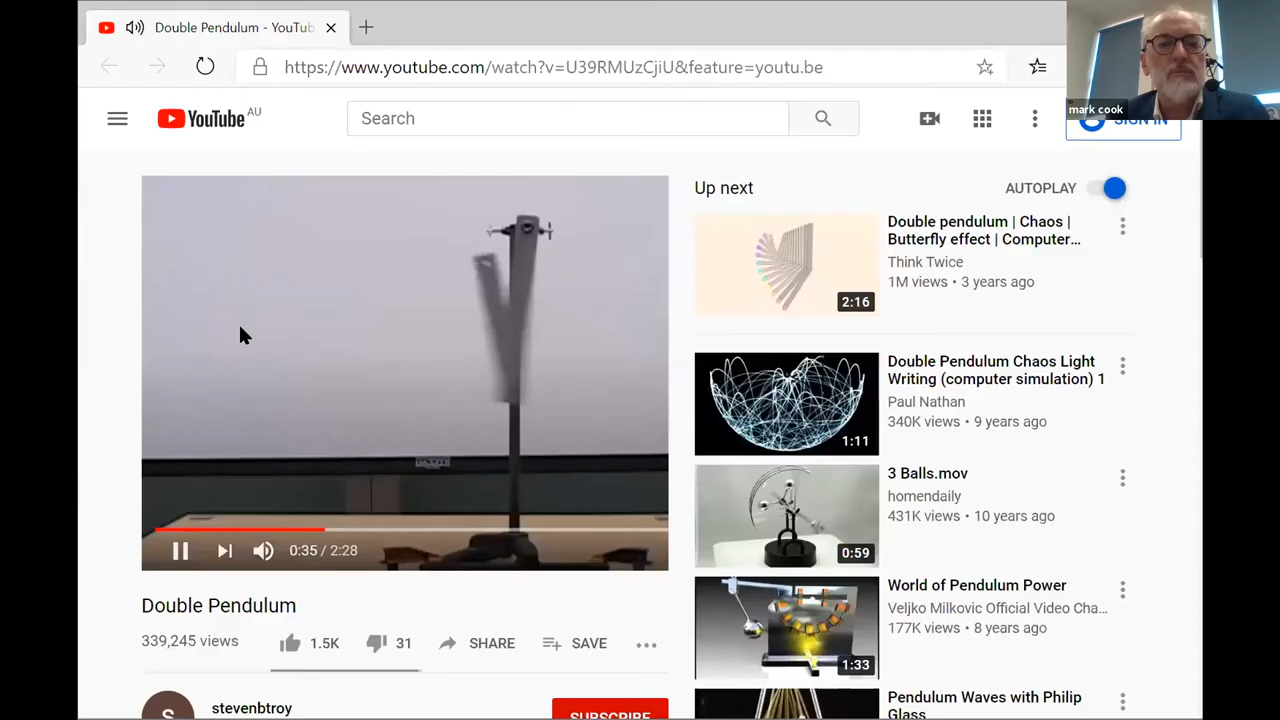 Double Pendulum - YouTub
https://www.youtube.com/watch?v=U39RMUzCjiU&feature=youtu.be
mark cook
YouTube AU
Search
SIGN IN
Up next
AUTOPLAY
Double pendulum | Chaos |
Butterfly effect | Computer...
Think Twice
1M views • 3 years ago
2:16
Double Pendulum Chaos Light
Writing (computer simulation) 1
Paul Nathan
340K views • 9 years ago
1:11
3 Balls.mov
homendaily
431K views • 10 years ago
0:59
World of Pendulum Power
Veljko Milkovic Official Video Cha...
177K views • 8 years ago
1:33
Pendulum Waves with Philip
Glass
0:35 / 2:28
Double Pendulum
339,245 views
1.5K
31
SHARE
SAVE
S
stevenbtroy
SUBSCRIBE